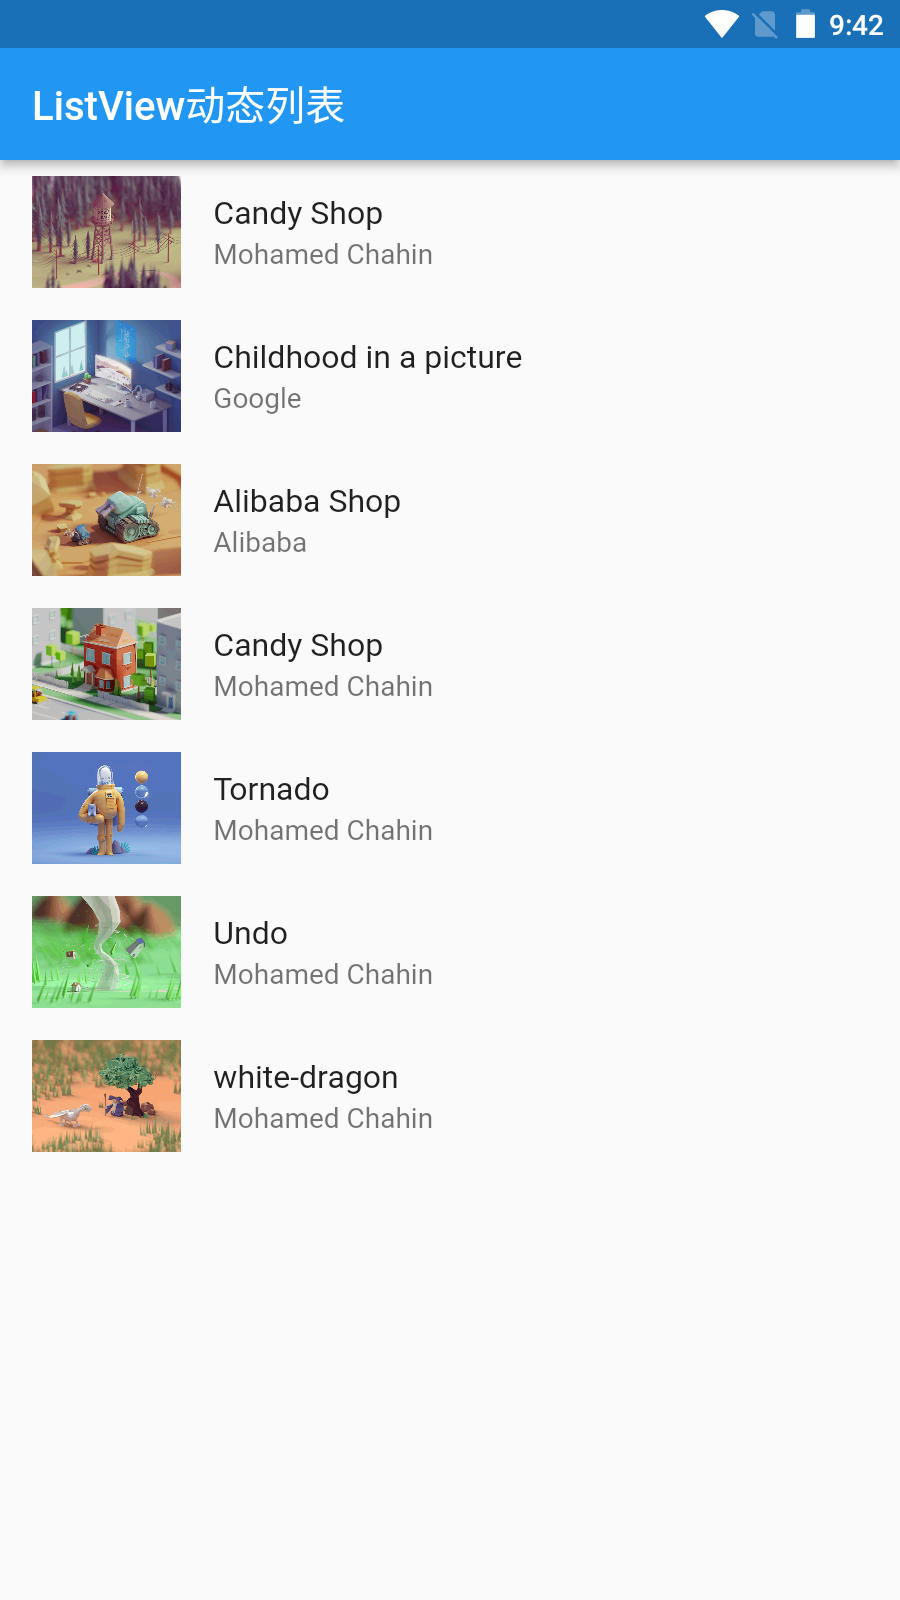 9:42
ListView动态列表
Candy Shop
Mohamed Chahin
Childhood in a picture
Google
Alibaba Shop
Alibaba
Candy Shop
Mohamed Chahin
Tornado
Mohamed Chahin
Undo
Mohamed Chahin
white-dragon
Mohamed Chahin